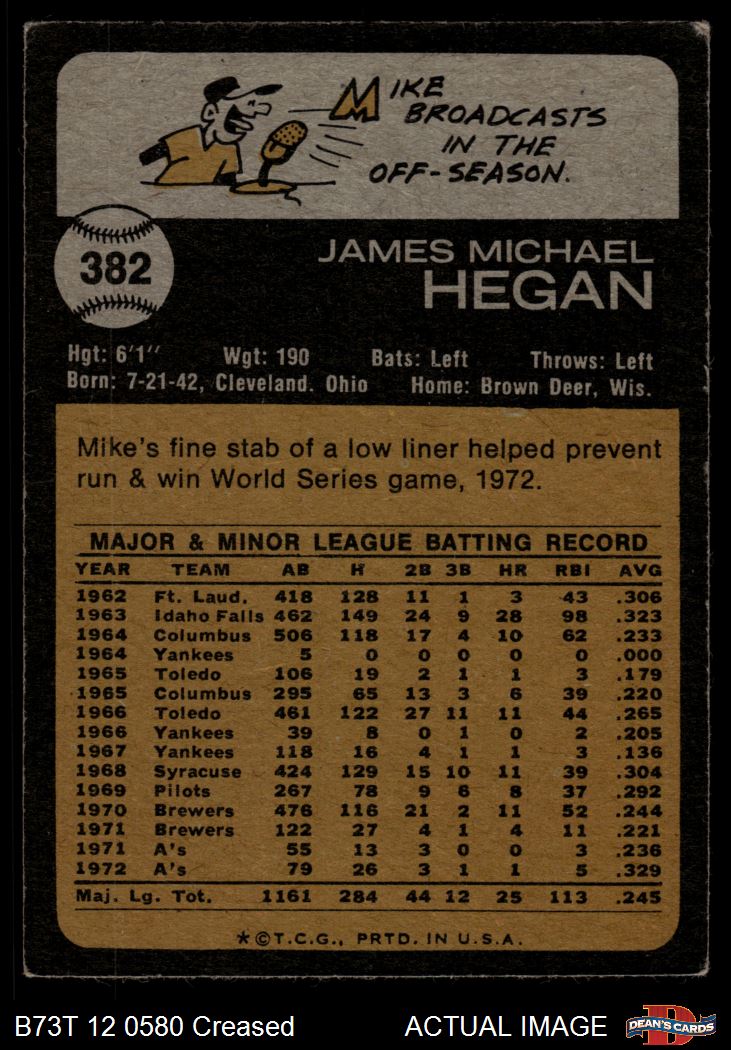 MIKE
BROADCASTS
IN THE
OFF-SEASON.
382
JAMES MICHAEL
HEGAN
Hgt: 6'1" Wgt: 190 Bats: Left Throws: Left
Born: 7-21-42, Cleveland. Ohio Home: Brown Deer, Wis.
Mike's fine stab of a low liner helped prevent
run & win World Series game, 1972.
MAJOR & MINOR LEAGUE BATTING RECORD
YEAR TEAM AB H 2B 3B HR RBI AVG
1962 Ft. Laud. 418 128 11 1 3 43 .306
1963 Idaho Falls 462 149 24 9 28 98 .323
1964 Columbus 506 118 17 4 10 62 .233
1964 Yankees 5 0 0 0 0 0 .000
1965 Toledo 106 19 2 1 1 3 .179
1965 Columbus 295 65 13 3 6 39 .220
1966 Toledo 461 122 27 11 11 44 .265
1966 Yankees 39 8 0 1 0 2 .205
1967 Yankees 118 16 4 1 1 3 .136
1968 Syracuse 424 129 15 10 11 39 .304
1969 Pilots 267 78 9 6 8 37 .292
1970 Brewers 476 116 21 2 11 52 .244
1971 Brewers 122 27 4 1 4 11 .221
1971 A's 55 13 3 0 0 3 .236
1972 A's 79 26 3 1 1 5 .329
Maj. Lg. Tot. 1161 284 44 12 25 113 .245
*©T.C.G., PRTD. IN U.S.A.
B73T 12 0580 Creased ACTUAL IMAGE
D
DEAN'S CARDS